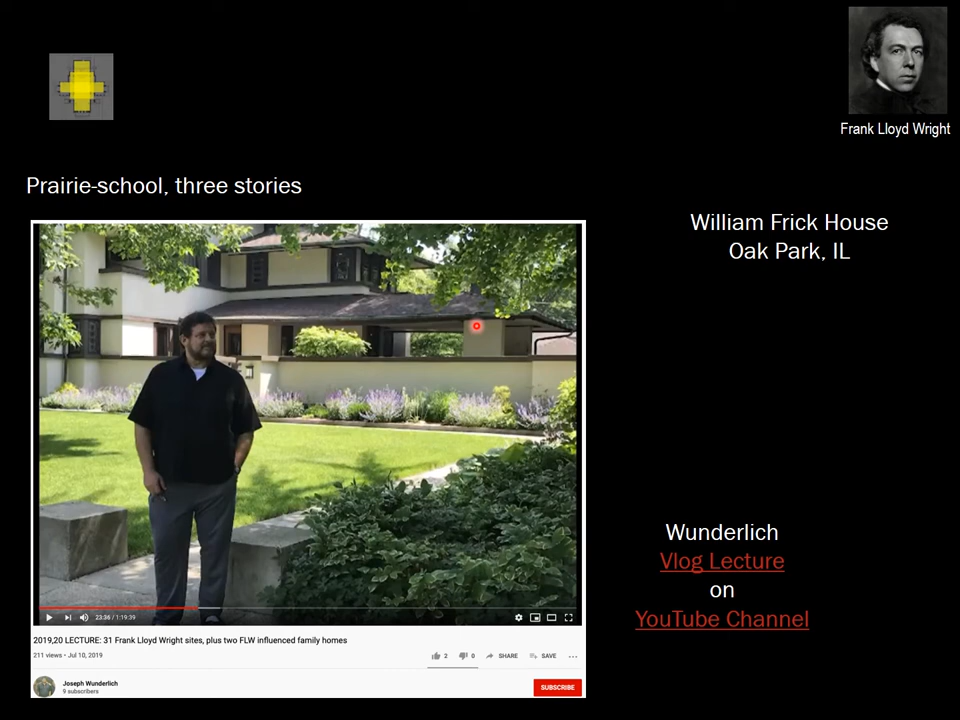 Frank Lloyd Wright
Prairie-school, three stories
William Frick House
Oak Park, IL
23:36 / 1:19:39
2019,20 LECTURE: 31 Frank Lloyd Wright sites, plus two FLW influenced family homes
211 views • Jul 10, 2019
2
0
SHARE
SAVE
Joseph Wunderlich
9 subscribers
SUBSCRIBE
Wunderlich
Vlog Lecture
on
YouTube Channel